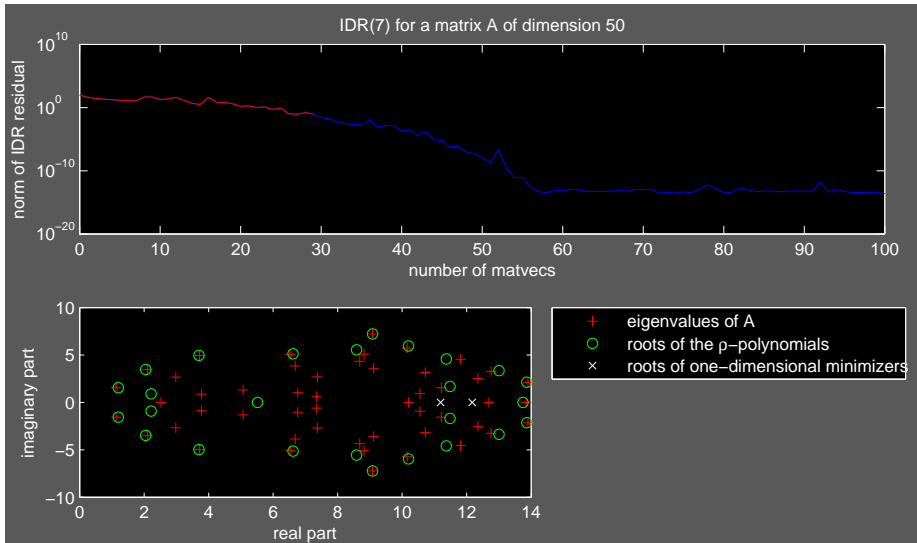 IDR(7) for a matrix A of dimension 50
norm of IDR residual
10^10
10^0
10^−10
10^−20
0 10 20 30 40 50 60 70 80 90 100
number of matvecs
imaginary part
10
5
0
−5
−10
0 2 4 6 8 10 12 14
real part
eigenvalues of A
roots of the ρ−polynomials
roots of one−dimensional minimizers